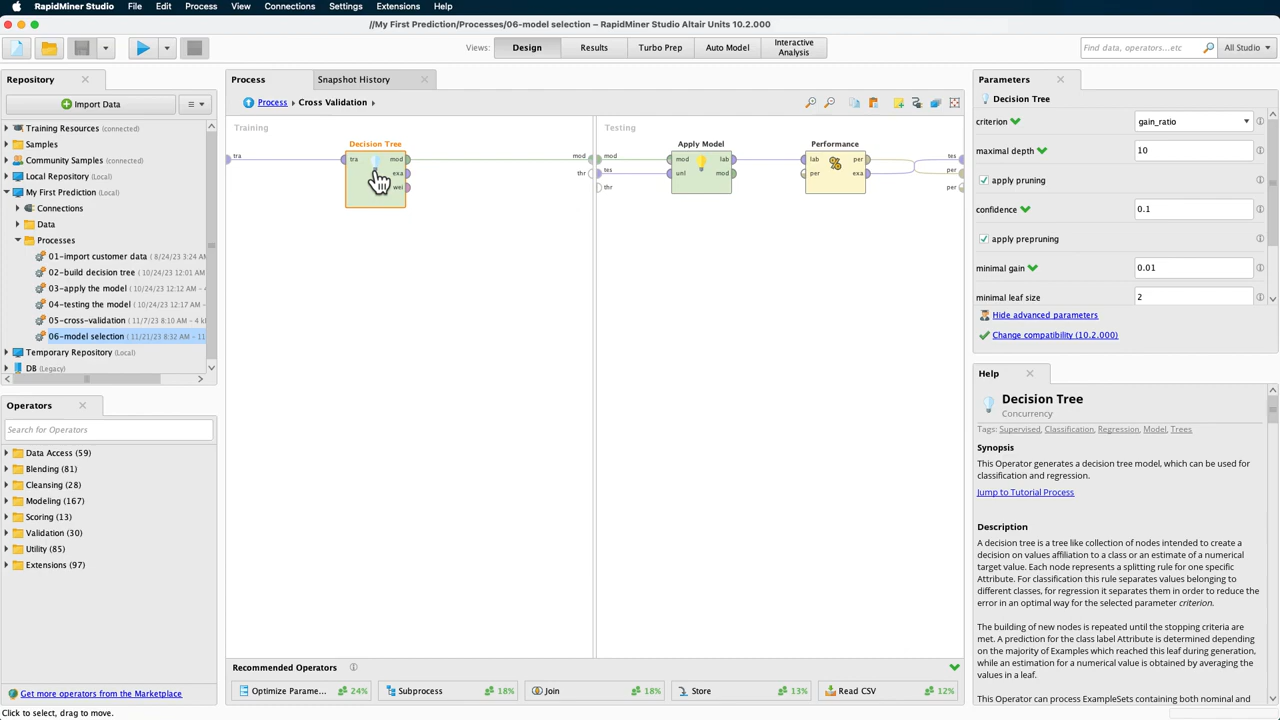 RapidMiner Studio File Edit Process View Connections Settings Extensions Help
//My First Prediction/Processes/06-model selection – RapidMiner Studio Altair Units 10.2.000
Views: Design Results Turbo Prep Auto Model Interactive Analysis
Find data, operators...etc All Studio
Repository
Import Data
Training Resources (connected)
Samples
Community Samples (connected)
Local Repository (Local)
My First Prediction (Local)
Connections
Data
Processes
01-import customer data ( 8/24/23 3:24 AM
02-build decision tree ( 10/24/23 12:01 AM
03-apply the model ( 10/24/23 12:12 AM - 4
04-testing the model ( 10/24/23 12:17 AM -
05-cross-validation ( 11/7/23 8:10 AM - 4 k
06-model selection ( 11/21/23 8:32 AM - 11
Temporary Repository (Local)
DB (Legacy)
Operators
Search for Operators
Data Access (59)
Blending (81)
Cleansing (28)
Modeling (167)
Scoring (13)
Validation (30)
Utility (85)
Extensions (97)
Get more operators from the Marketplace
Click to select, drag to move.
Process Snapshot History
Process Cross Validation
Training
Testing
Decision Tree
Apply Model
Performance
tra tra mod mod
exa thr
wei
mod mod lab lab per tes
tes unl mod per exa per
thr per
Recommended Operators
Optimize Parame... 24% Subprocess 18% Join 18% Store 13% Read CSV 12%
Parameters
Decision Tree
criterion gain_ratio
maximal depth 10
apply pruning
confidence 0.1
apply prepruning
minimal gain 0.01
minimal leaf size 2
Hide advanced parameters
Change compatibility (10.2.000)
Help
Decision Tree
Concurrency
Tags: Supervised, Classification, Regression, Model, Trees
Synopsis
This Operator generates a decision tree model, which can be used for
classification and regression.
Jump to Tutorial Process
Description
A decision tree is a tree like collection of nodes intended to create a
decision on values affiliation to a class or an estimate of a numerical
target value. Each node represents a splitting rule for one specific
Attribute. For classification this rule separates values belonging to
different classes, for regression it separates them in order to reduce the
error in an optimal way for the selected parameter criterion.
The building of new nodes is repeated until the stopping criteria are
met. A prediction for the class label Attribute is determined depending
on the majority of Examples which reached this leaf during generation,
while an estimation for a numerical value is obtained by averaging the
values in a leaf.
This Operator can process ExampleSets containing both nominal and